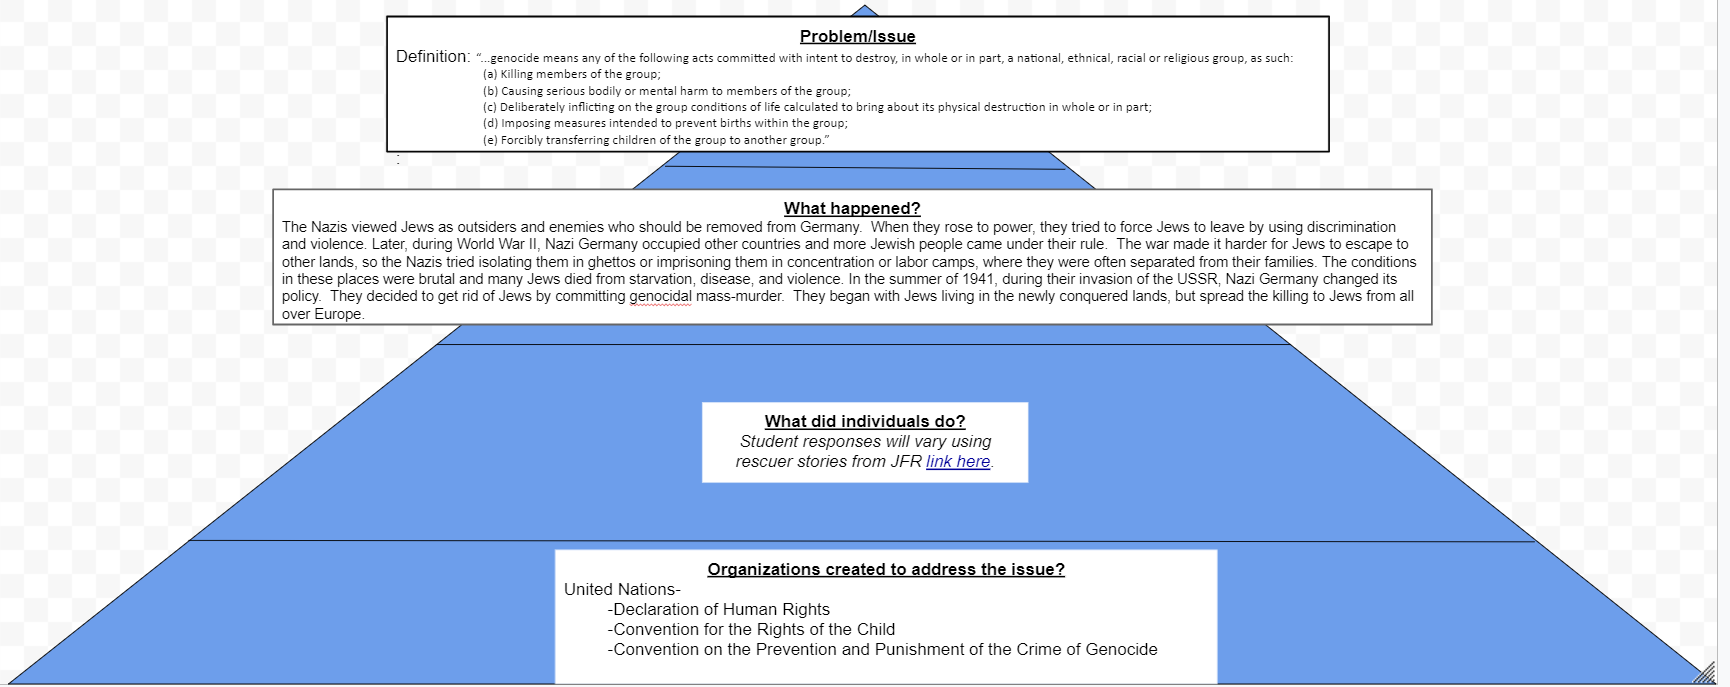 Problem/Issue
Definition: “...genocide means any of the following acts committed with intent to destroy, in whole or in part, a national, ethnical, racial or religious group, as such:
(a) Killing members of the group;
(b) Causing serious bodily or mental harm to members of the group;
(c) Deliberately inflicting on the group conditions of life calculated to bring about its physical destruction in whole or in part;
(d) Imposing measures intended to prevent births within the group;
(e) Forcibly transferring children of the group to another group.”
:
What happened?
The Nazis viewed Jews as outsiders and enemies who should be removed from Germany.  When they rose to power, they tried to force Jews to leave by using discrimination
and violence. Later, during World War II, Nazi Germany occupied other countries and more Jewish people came under their rule.  The war made it harder for Jews to escape to
other lands, so the Nazis tried isolating them in ghettos or imprisoning them in concentration or labor camps, where they were often separated from their families. The conditions
in these places were brutal and many Jews died from starvation, disease, and violence. In the summer of 1941, during their invasion of the USSR, Nazi Germany changed its
policy.  They decided to get rid of Jews by committing genocidal mass-murder.  They began with Jews living in the newly conquered lands, but spread the killing to Jews from all
over Europe.
What did individuals do?
Student responses will vary using
rescuer stories from JFR link here.
Organizations created to address the issue?
United Nations-
-Declaration of Human Rights
-Convention for the Rights of the Child
-Convention on the Prevention and Punishment of the Crime of Genocide